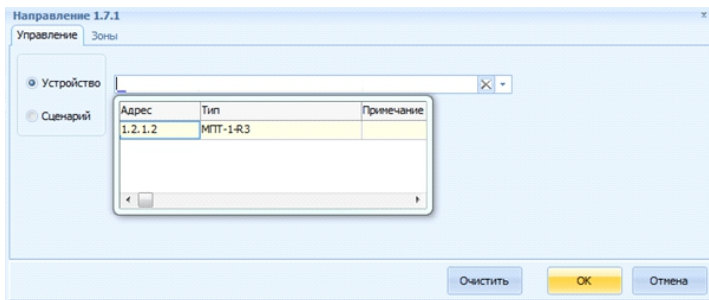 Направление 1.7.1
Управление Зоны
Устройство
Сценарий
Адрес Тип Примечание
1.2.1.2 МПТ-1-R3
Очистить ОК Отмена